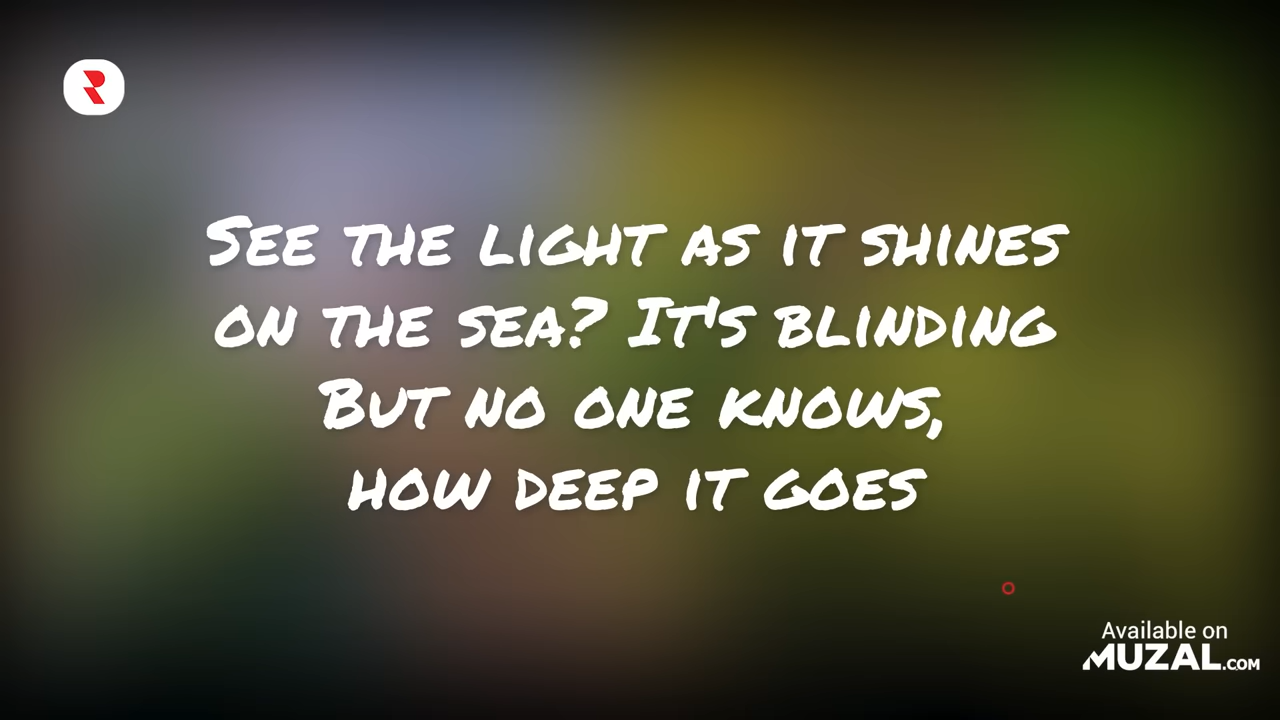 See the light as it shines
on the sea? It's blinding
But no one knows,
how deep it goes
Available on
MUZAL.COM